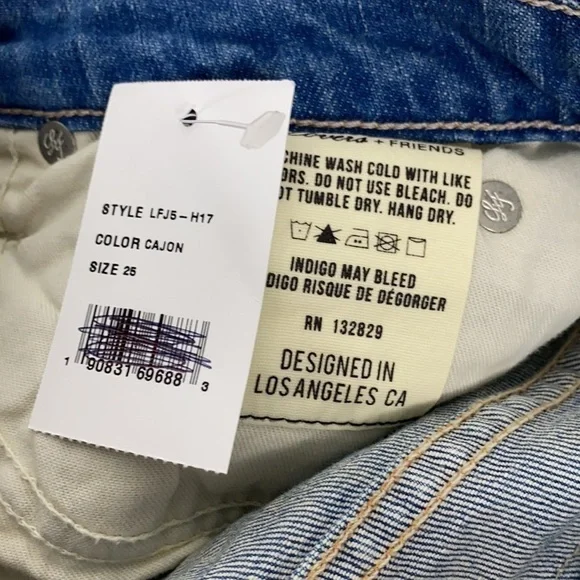 STYLE LFJ5-H17
COLOR CAJON
SIZE 25
1 90831 69688 3
+ FRIENDS
CHINE WASH COLD WITH LIKE
ORS. DO NOT USE BLEACH. DO
OT TUMBLE DRY. HANG DRY.
INDIGO MAY BLEED
DIGO RISQUE DE DÉGORGER
RN 132829
DESIGNED IN
LOS ANGELES CA